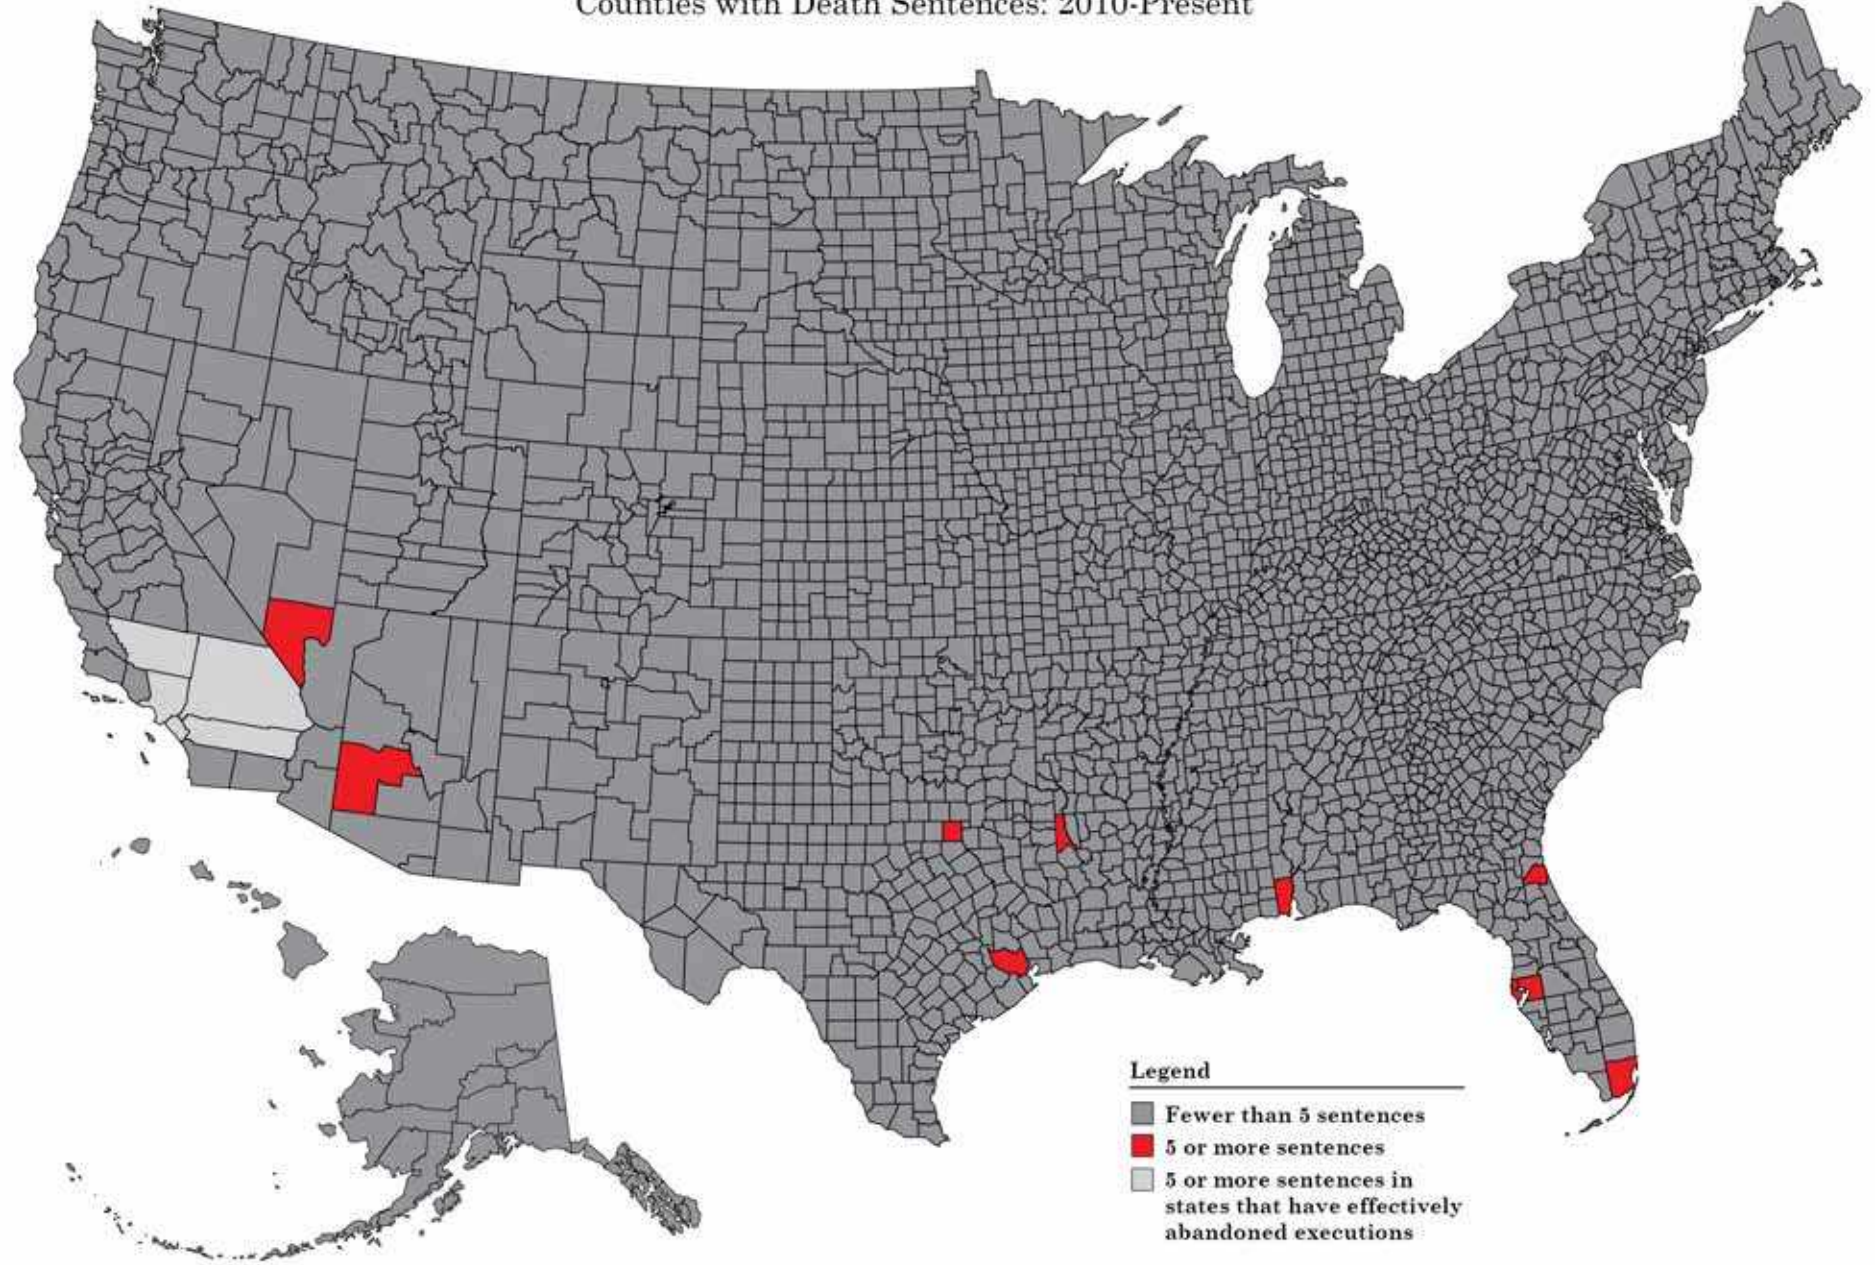 Counties with Death Sentences: 2010-Present
Legend
Fewer than 5 sentences
5 or more sentences
5 or more sentences in
states that have effectively
abandoned executions